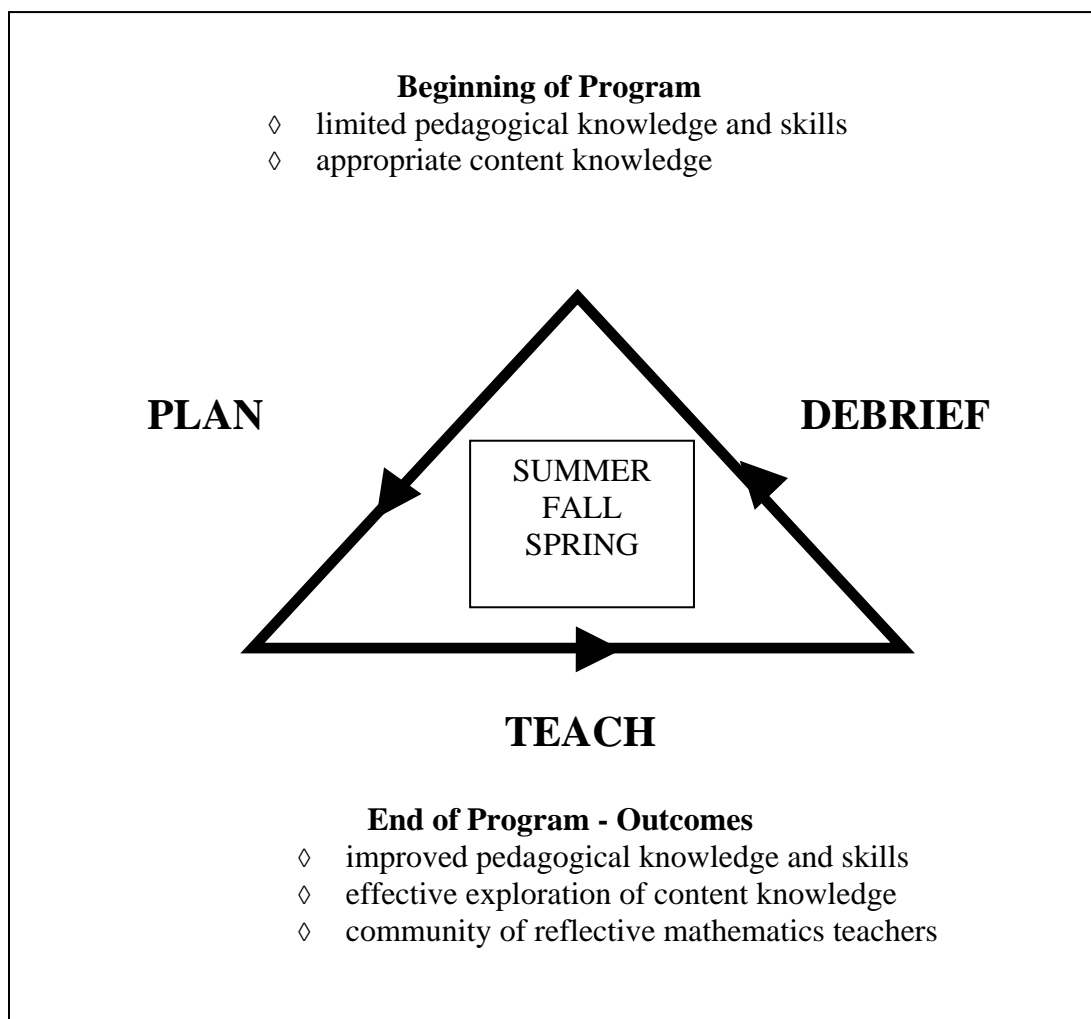 Beginning of Program
◊ limited pedagogical knowledge and skills
◊ appropriate content knowledge
PLAN
DEBRIEF
SUMMER
FALL
SPRING
TEACH
End of Program - Outcomes
◊ improved pedagogical knowledge and skills
◊ effective exploration of content knowledge
◊ community of reflective mathematics teachers